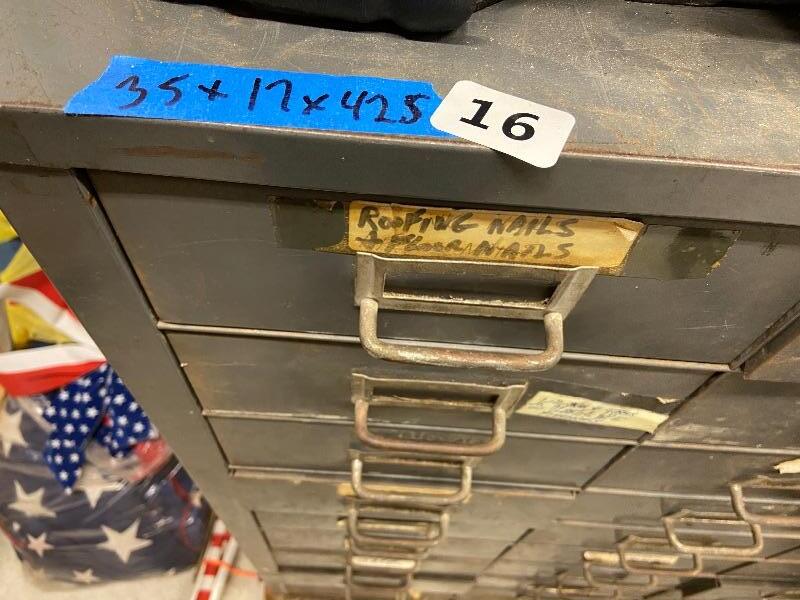 35 x 17 x 425
16
ROOFING NAILS
+ FLOOR NAILS